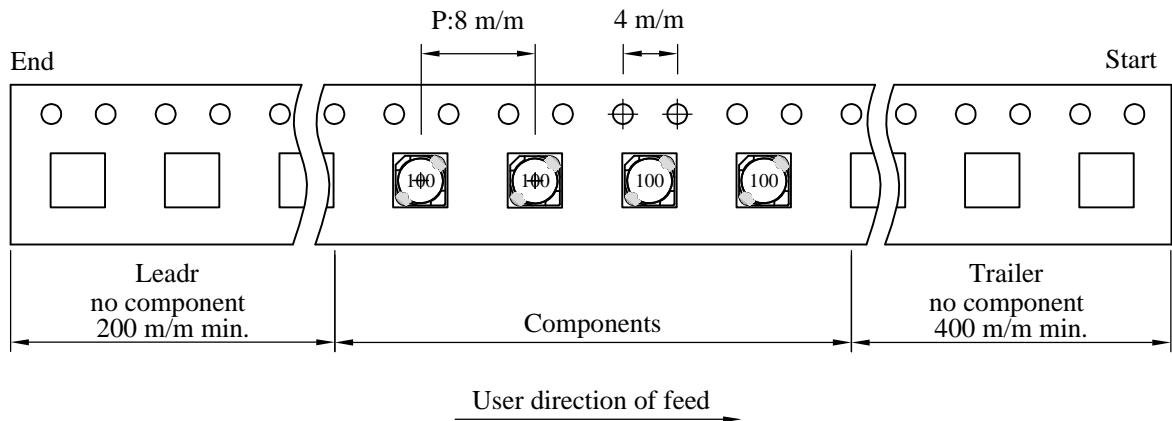 P:8 m/m
4 m/m
End
Start
100
100
100
100
Leadr
no component
200 m/m min.
Components
Trailer
no component
400 m/m min.
User direction of feed